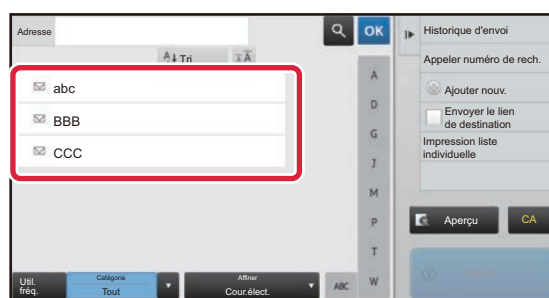 Adresse
OK
Tri
abc
BBB
CCC
A
D
G
J
M
P
T
W
Util.
fréq.
Catégorie
Tout
Affiner
Cour.élect.
ABC
Historique d'envoi
Appeler numéro de rech.
Ajouter nouv.
Envoyer le lien
de destination
Impression liste
individuelle
Aperçu
CA